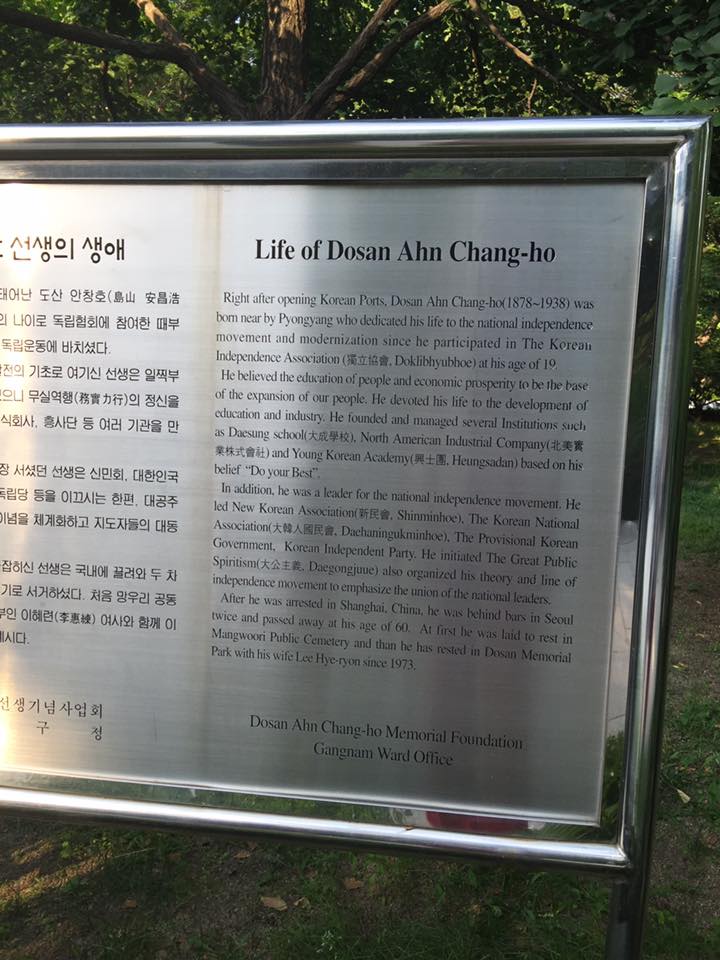 선생의 생애
태어난 도산 안창호(島山 安昌浩
의 나이로 독립협회에 참여한 때부
독립운동에 바치셨다.
전의 기초로 여기신 선생은 일찍부
으니 무실역행(務實力行)의 정신을
식회사, 흥사단 등 여러 기관을 만
장 서셨던 선생은 신민회, 대한인국
독립당 등을 이끄시는 한편, 대공주
이념을 체계화하고 지도자들의 대동
잡히신 선생은 국내에 끌려와 두 차
기로 서거하셨다. 처음 망우리 공동
부인 이혜련(李惠練) 여사와 함께 이
계시다.
선생기념사업회
구 정
Life of Dosan Ahn Chang-ho
Right after opening Korean Ports, Dosan Ahn Chang-ho(1878~1938) was
born near by Pyongyang who dedicated his life to the national independence
movement and modernization since he participated in The Korean
Independence Association (獨立協會, Doklibhyubhoe) at his age of 19.
He believed the education of people and economic prosperity to be the base
of the expansion of our people. He devoted his life to the development of
education and industry. He founded and managed several Institutions such
as Daesung school(大成學校), North American Industrial Company(北美實
業株式會社) and Young Korean Academy(興士團, Heungsadan) based on his
belief "Do your Best".
In addition, he was a leader for the national independence movement. He
led New Korean Association(新民會, Shinminhoe), The Korean National
Association(大韓人國民會, Daehaningukminhoe), The Provisional Korean
Government, Korean Independent Party. He initiated The Great Public
Spiritism(大公主義, Daegongjuue) also organized his theory and line of
independence movement to emphasize the union of the national leaders.
After he was arrested in Shanghai, China, he was behind bars in Seoul
twice and passed away at his age of 60. At first he was laid to rest in
Mangwoori Public Cemetery and than he has rested in Dosan Memorial
Park with his wife Lee Hye-ryon since 1973.
Dosan Ahn Chang-ho Memorial Foundation
Gangnam Ward Office